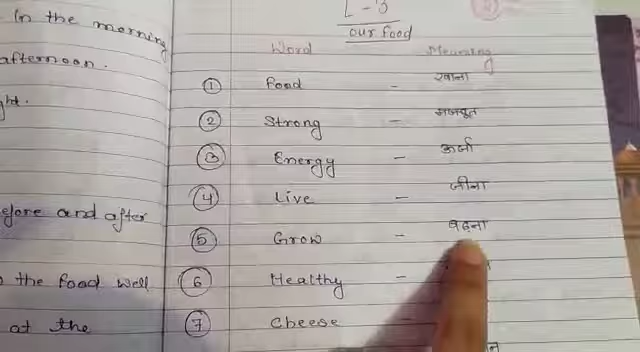 In the morning
afternoon.
ght.
efore and after
the food well
at the
L-3
our food
Word Meaning
① Food - खाना
② Strong - मजबूत
③ Energy - ऊर्जा
④ Live - जीना
⑤ Grow - बढ़ना
⑥ Healthy -
⑦ Cheese -